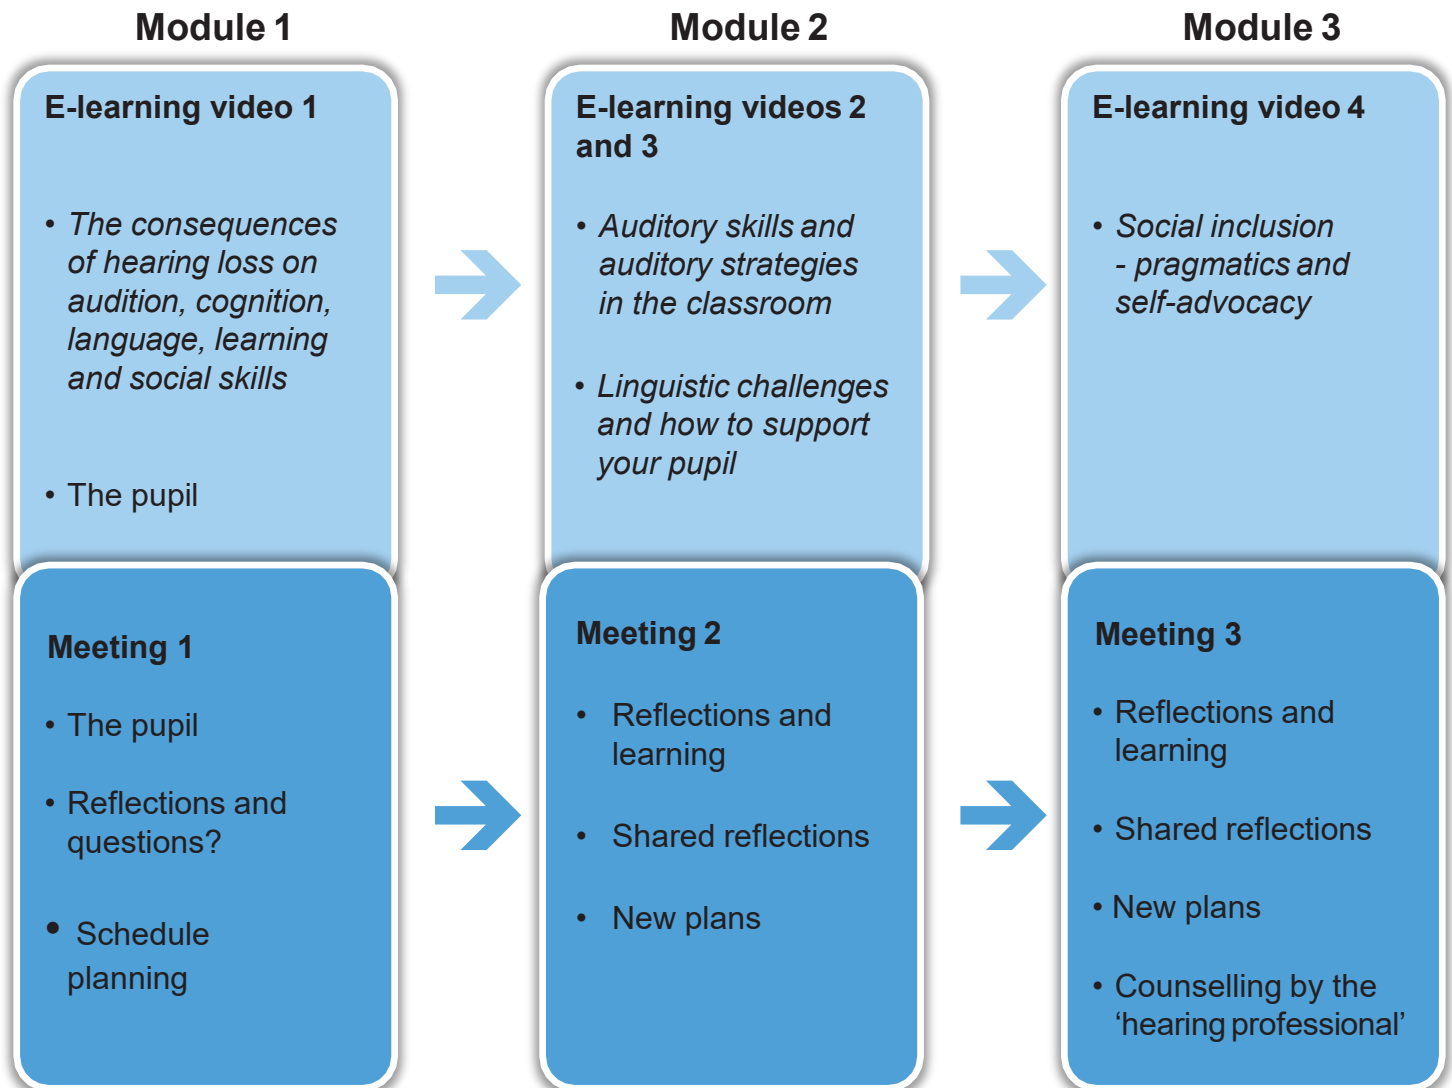 Module 1
E-learning video 1
• The consequences
of hearing loss on
audition, cognition,
language, learning
and social skills
• The pupil
Meeting 1
• The pupil
• Reflections and
questions?
• Schedule
planning
Module 2
E-learning videos 2
and 3
• Auditory skills and
auditory strategies
in the classroom
• Linguistic challenges
and how to support
your pupil
Meeting 2
• Reflections and
learning
• Shared reflections
• New plans
Module 3
E-learning video 4
• Social inclusion
- pragmatics and
self-advocacy
Meeting 3
• Reflections and
learning
• Shared reflections
• New plans
• Counselling by the
‘hearing professional’